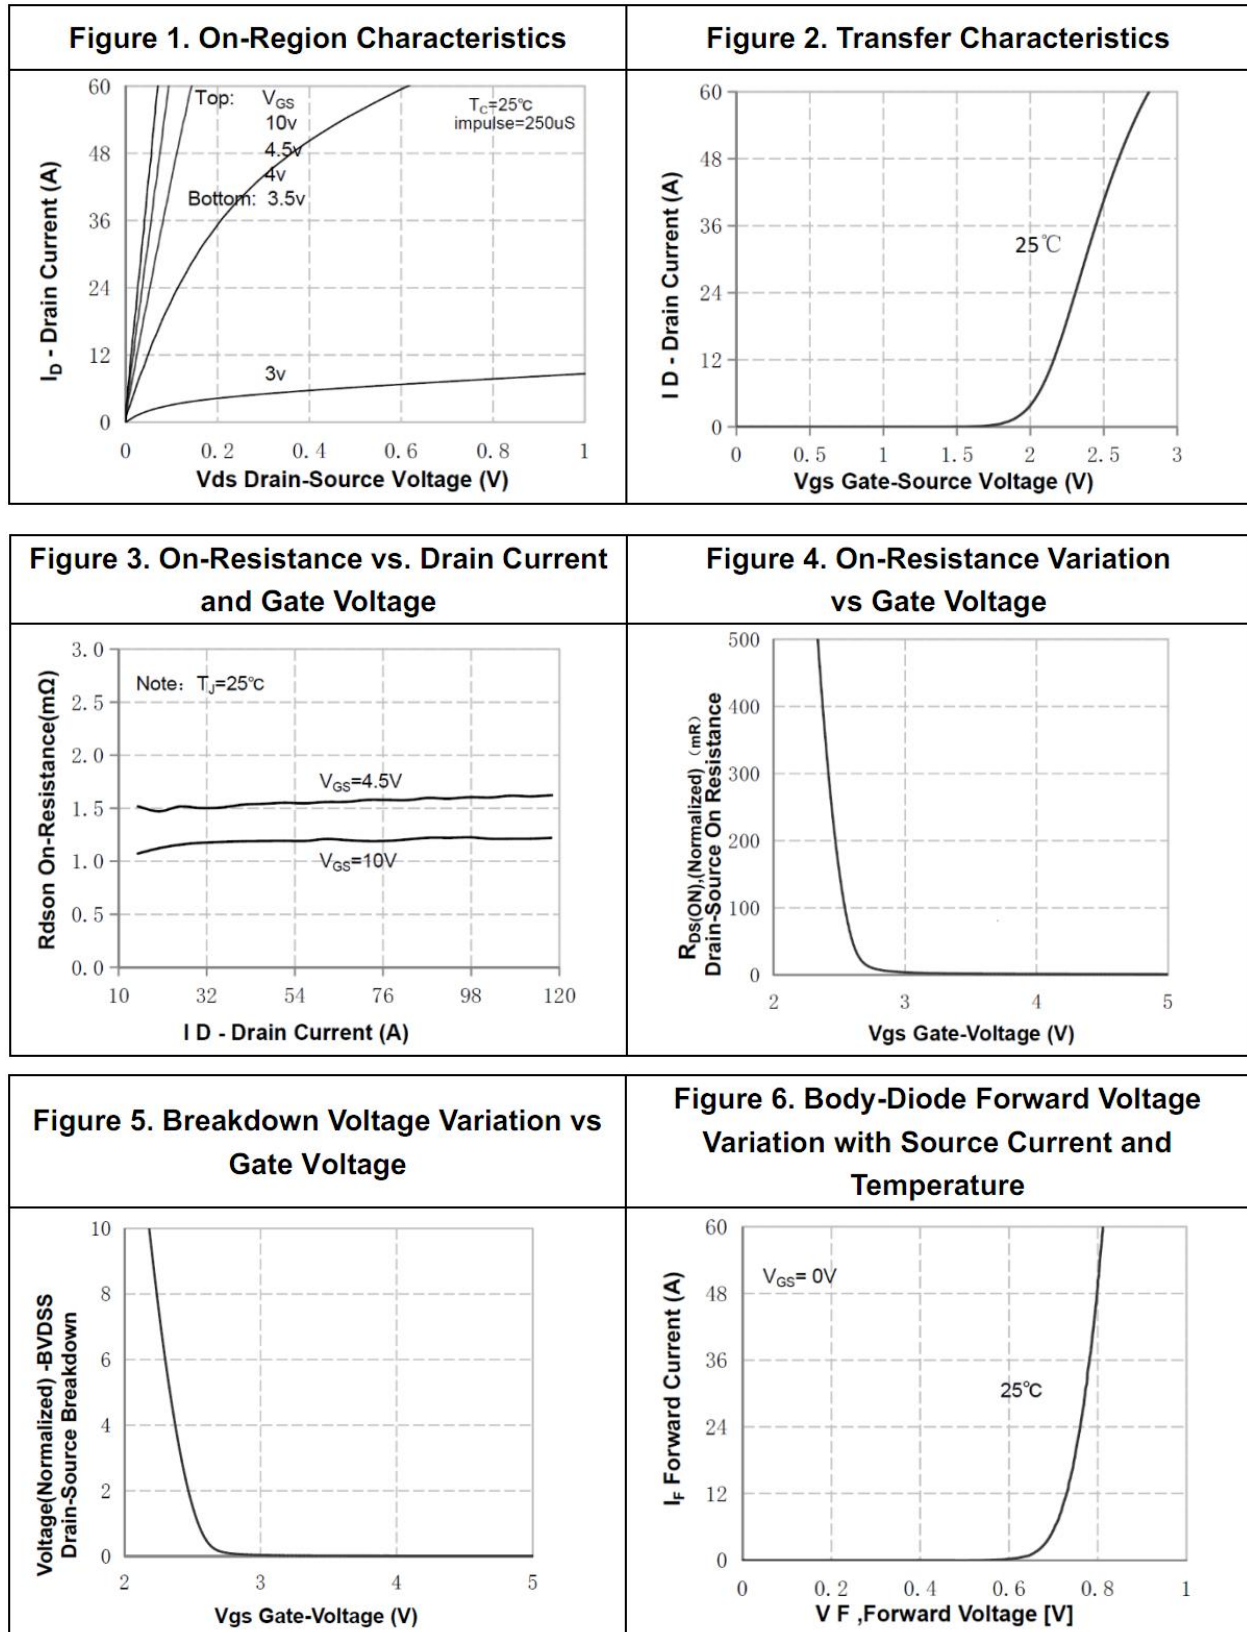 Figure 1. On-Region Characteristics
60
48
36
24
12
0
I_D - Drain Current (A)
Top: V_GS
10v
4.5v
4v
Bottom: 3.5v
T_C=25℃
impulse=250uS
3v
0 0.2 0.4 0.6 0.8 1
Vds Drain-Source Voltage (V)
Figure 2. Transfer Characteristics
60
48
36
24
12
0
I D - Drain Current (A)
25℃
0 0.5 1 1.5 2 2.5 3
Vgs Gate-Source Voltage (V)
Figure 3. On-Resistance vs. Drain Current
and Gate Voltage
3.0
2.5
2.0
1.5
1.0
0.5
0.0
Rdson On-Resistance(mΩ)
Note: T_J=25℃
V_GS=4.5V
V_GS=10V
10 32 54 76 98 120
I D - Drain Current (A)
Figure 4. On-Resistance Variation
vs Gate Voltage
500
400
300
200
100
0
R_DS(ON),(Normalized) (mR)
Drain-Source On Resistance
2 3 4 5
Vgs Gate-Voltage (V)
Figure 5. Breakdown Voltage Variation vs
Gate Voltage
10
8
6
4
2
0
Voltage(Normalized) -BVDSS
Drain-Source Breakdown
2 3 4 5
Vgs Gate-Voltage (V)
Figure 6. Body-Diode Forward Voltage
Variation with Source Current and
Temperature
60
48
36
24
12
0
I_F Forward Current (A)
V_GS= 0V
25℃
0 0.2 0.4 0.6 0.8 1
V F ,Forward Voltage [V]